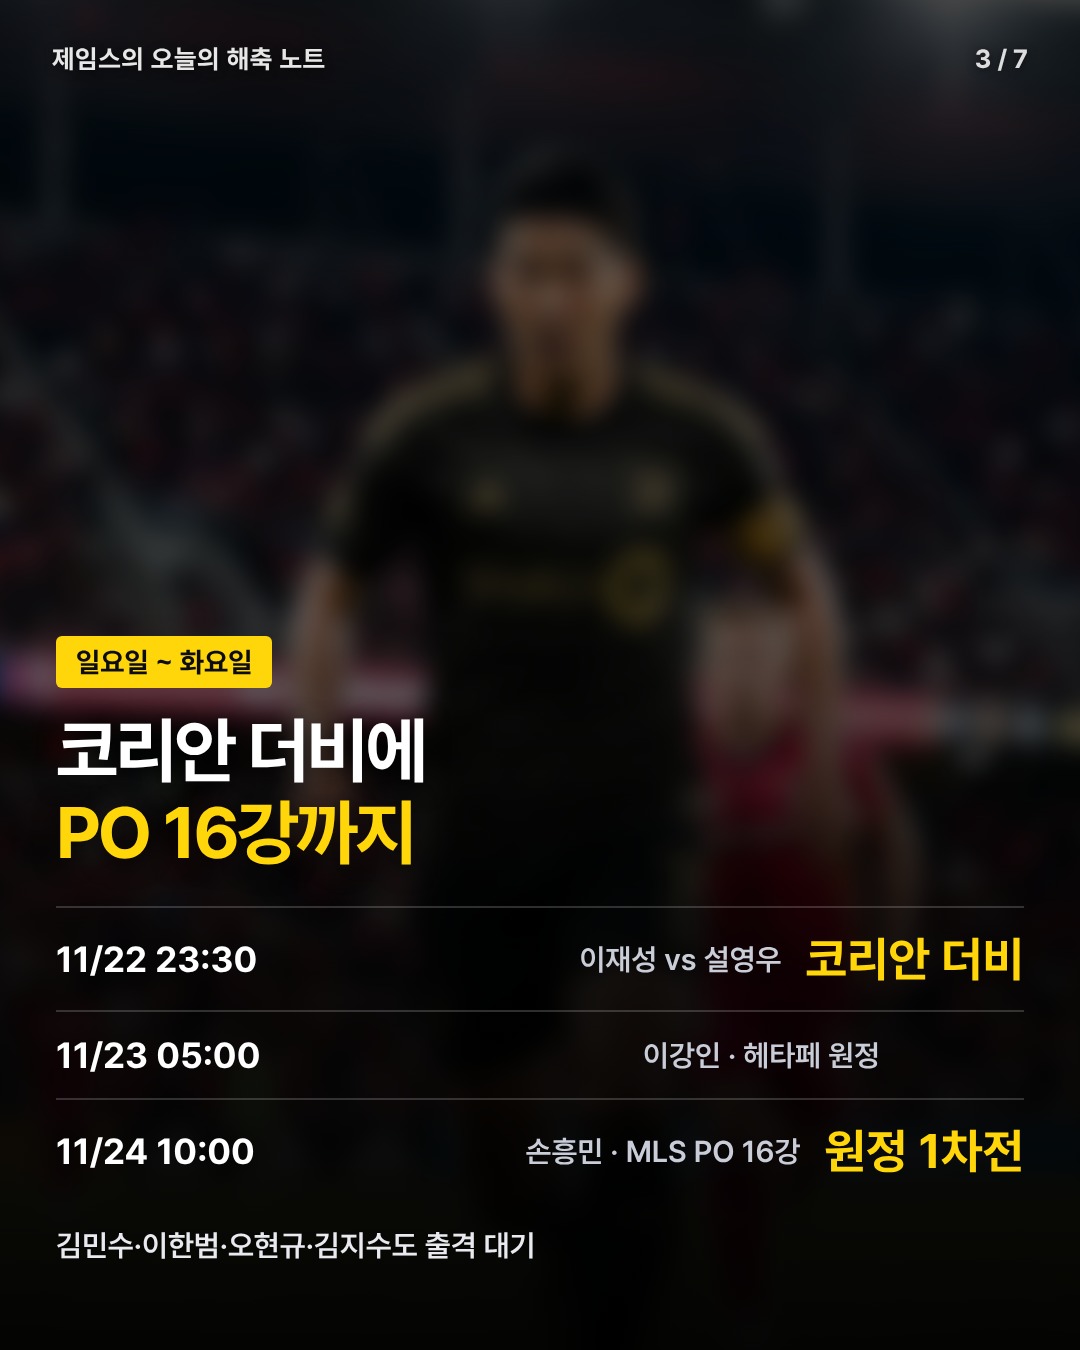 제임스의 오늘의 해축 노트
3 / 7
일요일 ~ 화요일
코리안 더비에
PO 16강까지
11/22 23:30 이재성 vs 설영우 코리안 더비
11/23 05:00 이강인 · 헤타페 원정
11/24 10:00 손흥민 · MLS PO 16강 원정 1차전
김민수·이한범·오현규·김지수도 출격 대기